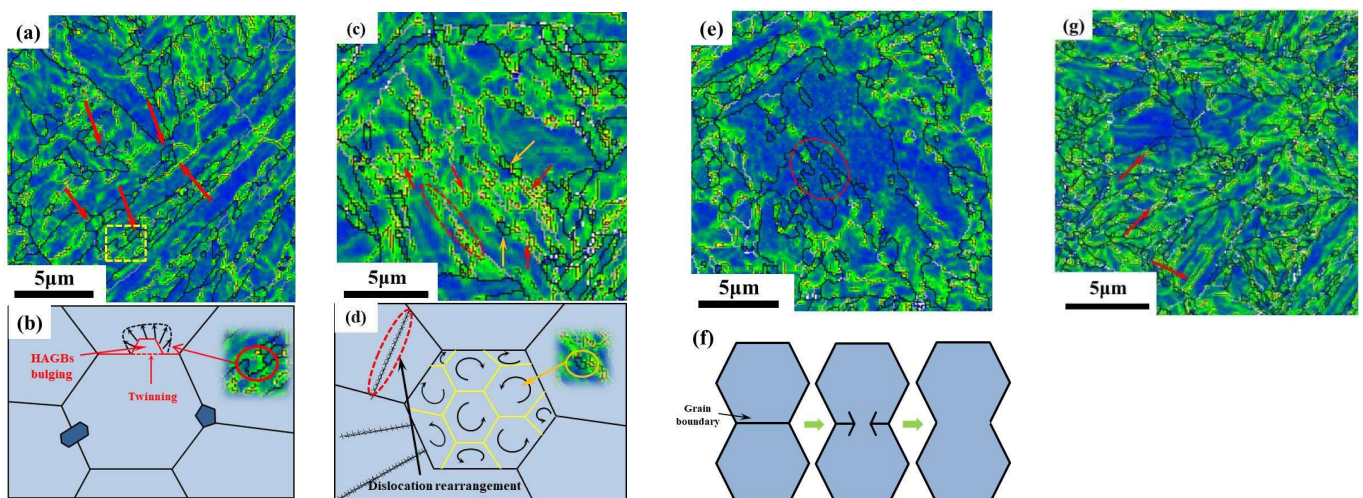 (a)
5μm
(b)
HAGBs
bulging
Twinning
(c)
5μm
(d)
Dislocation rearrangement
(e)
5μm
(f)
Grain
boundary
(g)
5μm